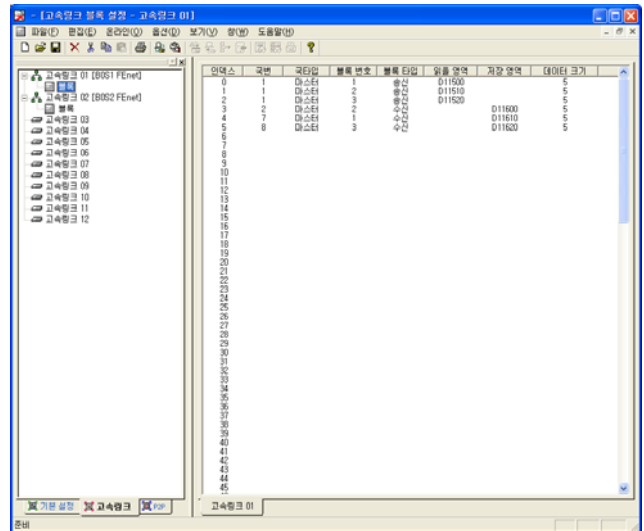 - [고속링크 블록 설정 - 고속링크 01]
파일(F) 편집(E) 온라인(O) 옵션(O) 보기(V) 창(W) 도움말(H)
고속링크 01 [B0S1 FEnet]
블록
고속링크 02 [B0S2 FEnet]
블록
고속링크 03
고속링크 04
고속링크 05
고속링크 06
고속링크 07
고속링크 08
고속링크 09
고속링크 10
고속링크 11
고속링크 12
인덱스 국번 국타입 블록 번호 블록 타입 읽을 영역 저장 영역 데이터 크기
0 1 마스터 1 송신 D11500 5
1 1 마스터 2 송신 D11510 5
2 1 마스터 3 송신 D11520 5
3 2 마스터 2 수신 D11600 5
4 7 마스터 1 수신 D11610 5
5 8 마스터 3 수신 D11620 5
6
7
8
9
10
11
12
13
14
15
16
17
18
19
20
21
22
23
24
25
26
27
28
29
30
31
32
33
34
35
36
37
38
39
40
41
42
43
44
45
기본 설정 고속링크 P2P
고속링크 01
준비